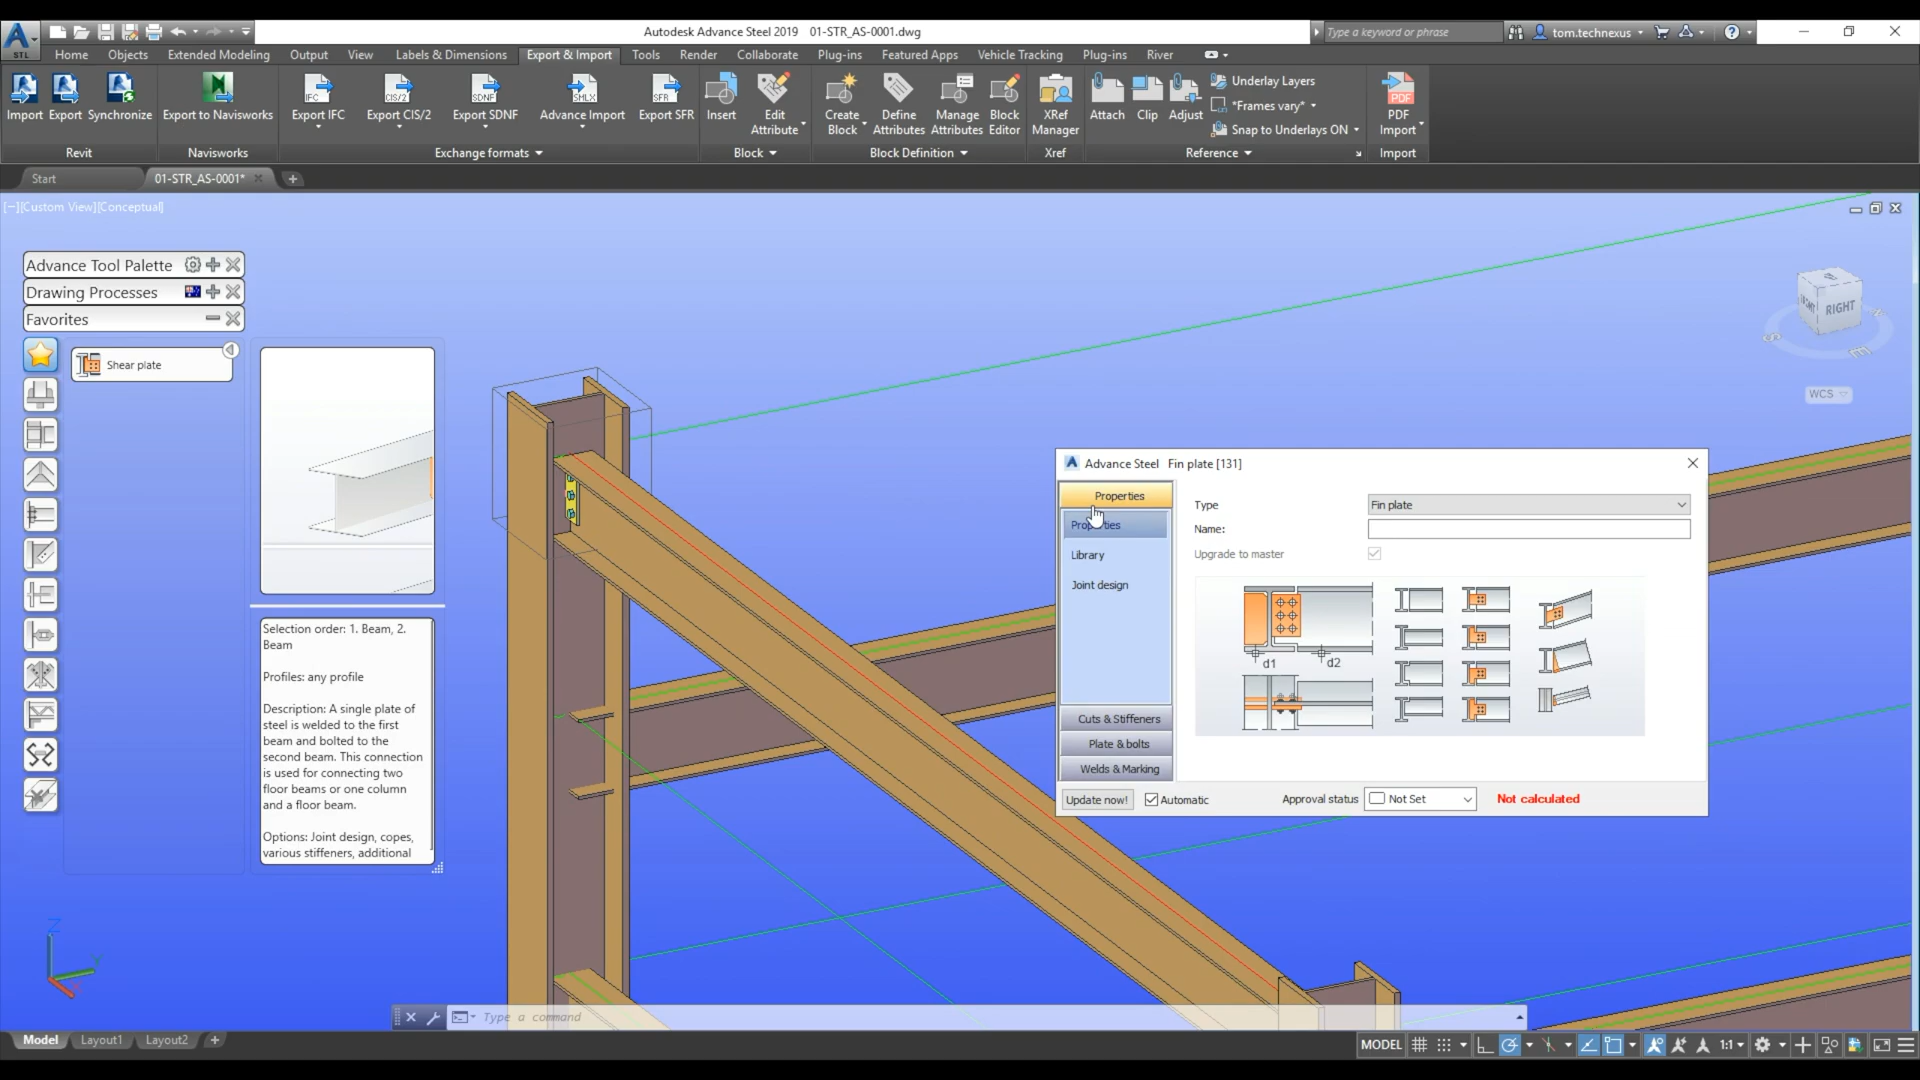 Autodesk Advance Steel 2019 01-STR_AS-0001.dwg
Type a keyword or phrase
tom.technexus
STL
Home Objects Extended Modeling Output View Labels & Dimensions Export & Import Tools Render Collaborate Plug-ins Featured Apps Vehicle Tracking Plug-ins River
Import Export Synchronize Export to Navisworks Export IFC Export CIS/2 Export SDNF Advance Import Export SFR Insert Edit Attribute Create Block Define Attributes Manage Attributes Block Editor XRef Manager Attach Clip Adjust PDF Import
IFC CIS/2 SDNF SMLX SFR PDF
Underlay Layers
*Frames vary*
Snap to Underlays ON
Revit Navisworks Exchange formats Block Block Definition Xref Reference Import
Start 01-STR_AS-0001*
[−][Custom View][Conceptual]
Advance Tool Palette
Drawing Processes
Favorites
Shear plate
Selection order: 1. Beam, 2.
Beam
Profiles: any profile
Description: A single plate of
steel is welded to the first
beam and bolted to the
second beam. This connection
is used for connecting two
floor beams or one column
and a floor beam.
Options: Joint design, copes,
various stiffeners, additional
RIGHT
WCS
Advance Steel Fin plate [131]
Properties
Properties
Library
Joint design
Cuts & Stiffeners
Plate & bolts
Welds & Marking
Type Fin plate
Name:
Upgrade to master
d1 d2
Update now! Automatic Approval status Not Set Not calculated
Z
Type a command
Model Layout1 Layout2
MODEL 1:1